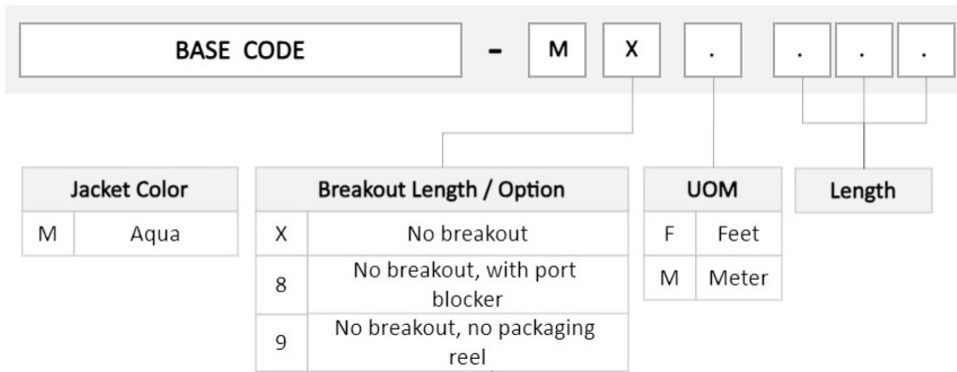 BASE CODE - M X . . . .
Jacket Color
M Aqua
Breakout Length / Option
X No breakout
8 No breakout, with port
blocker
9 No breakout, no packaging
reel
UOM
F Feet
M Meter
Length